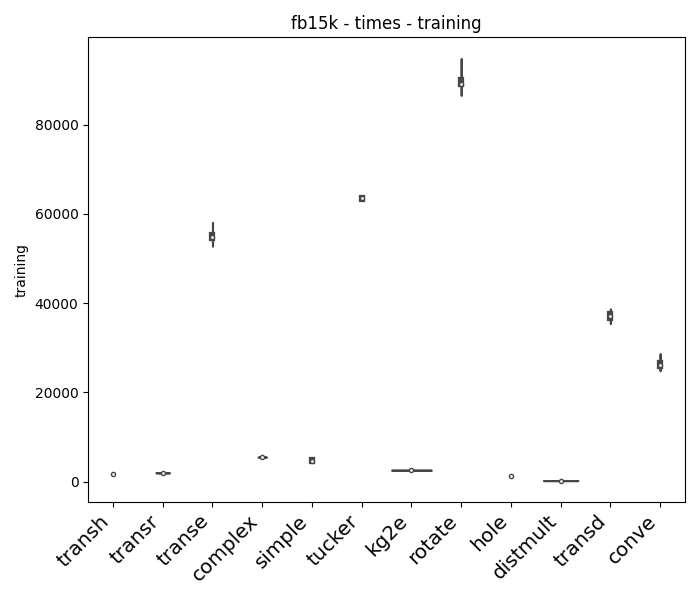 fb15k - times - training
training
80000
60000
40000
20000
0
transh
transr
transe
complex
simple
tucker
kg2e
rotate
hole
distmult
transd
conve